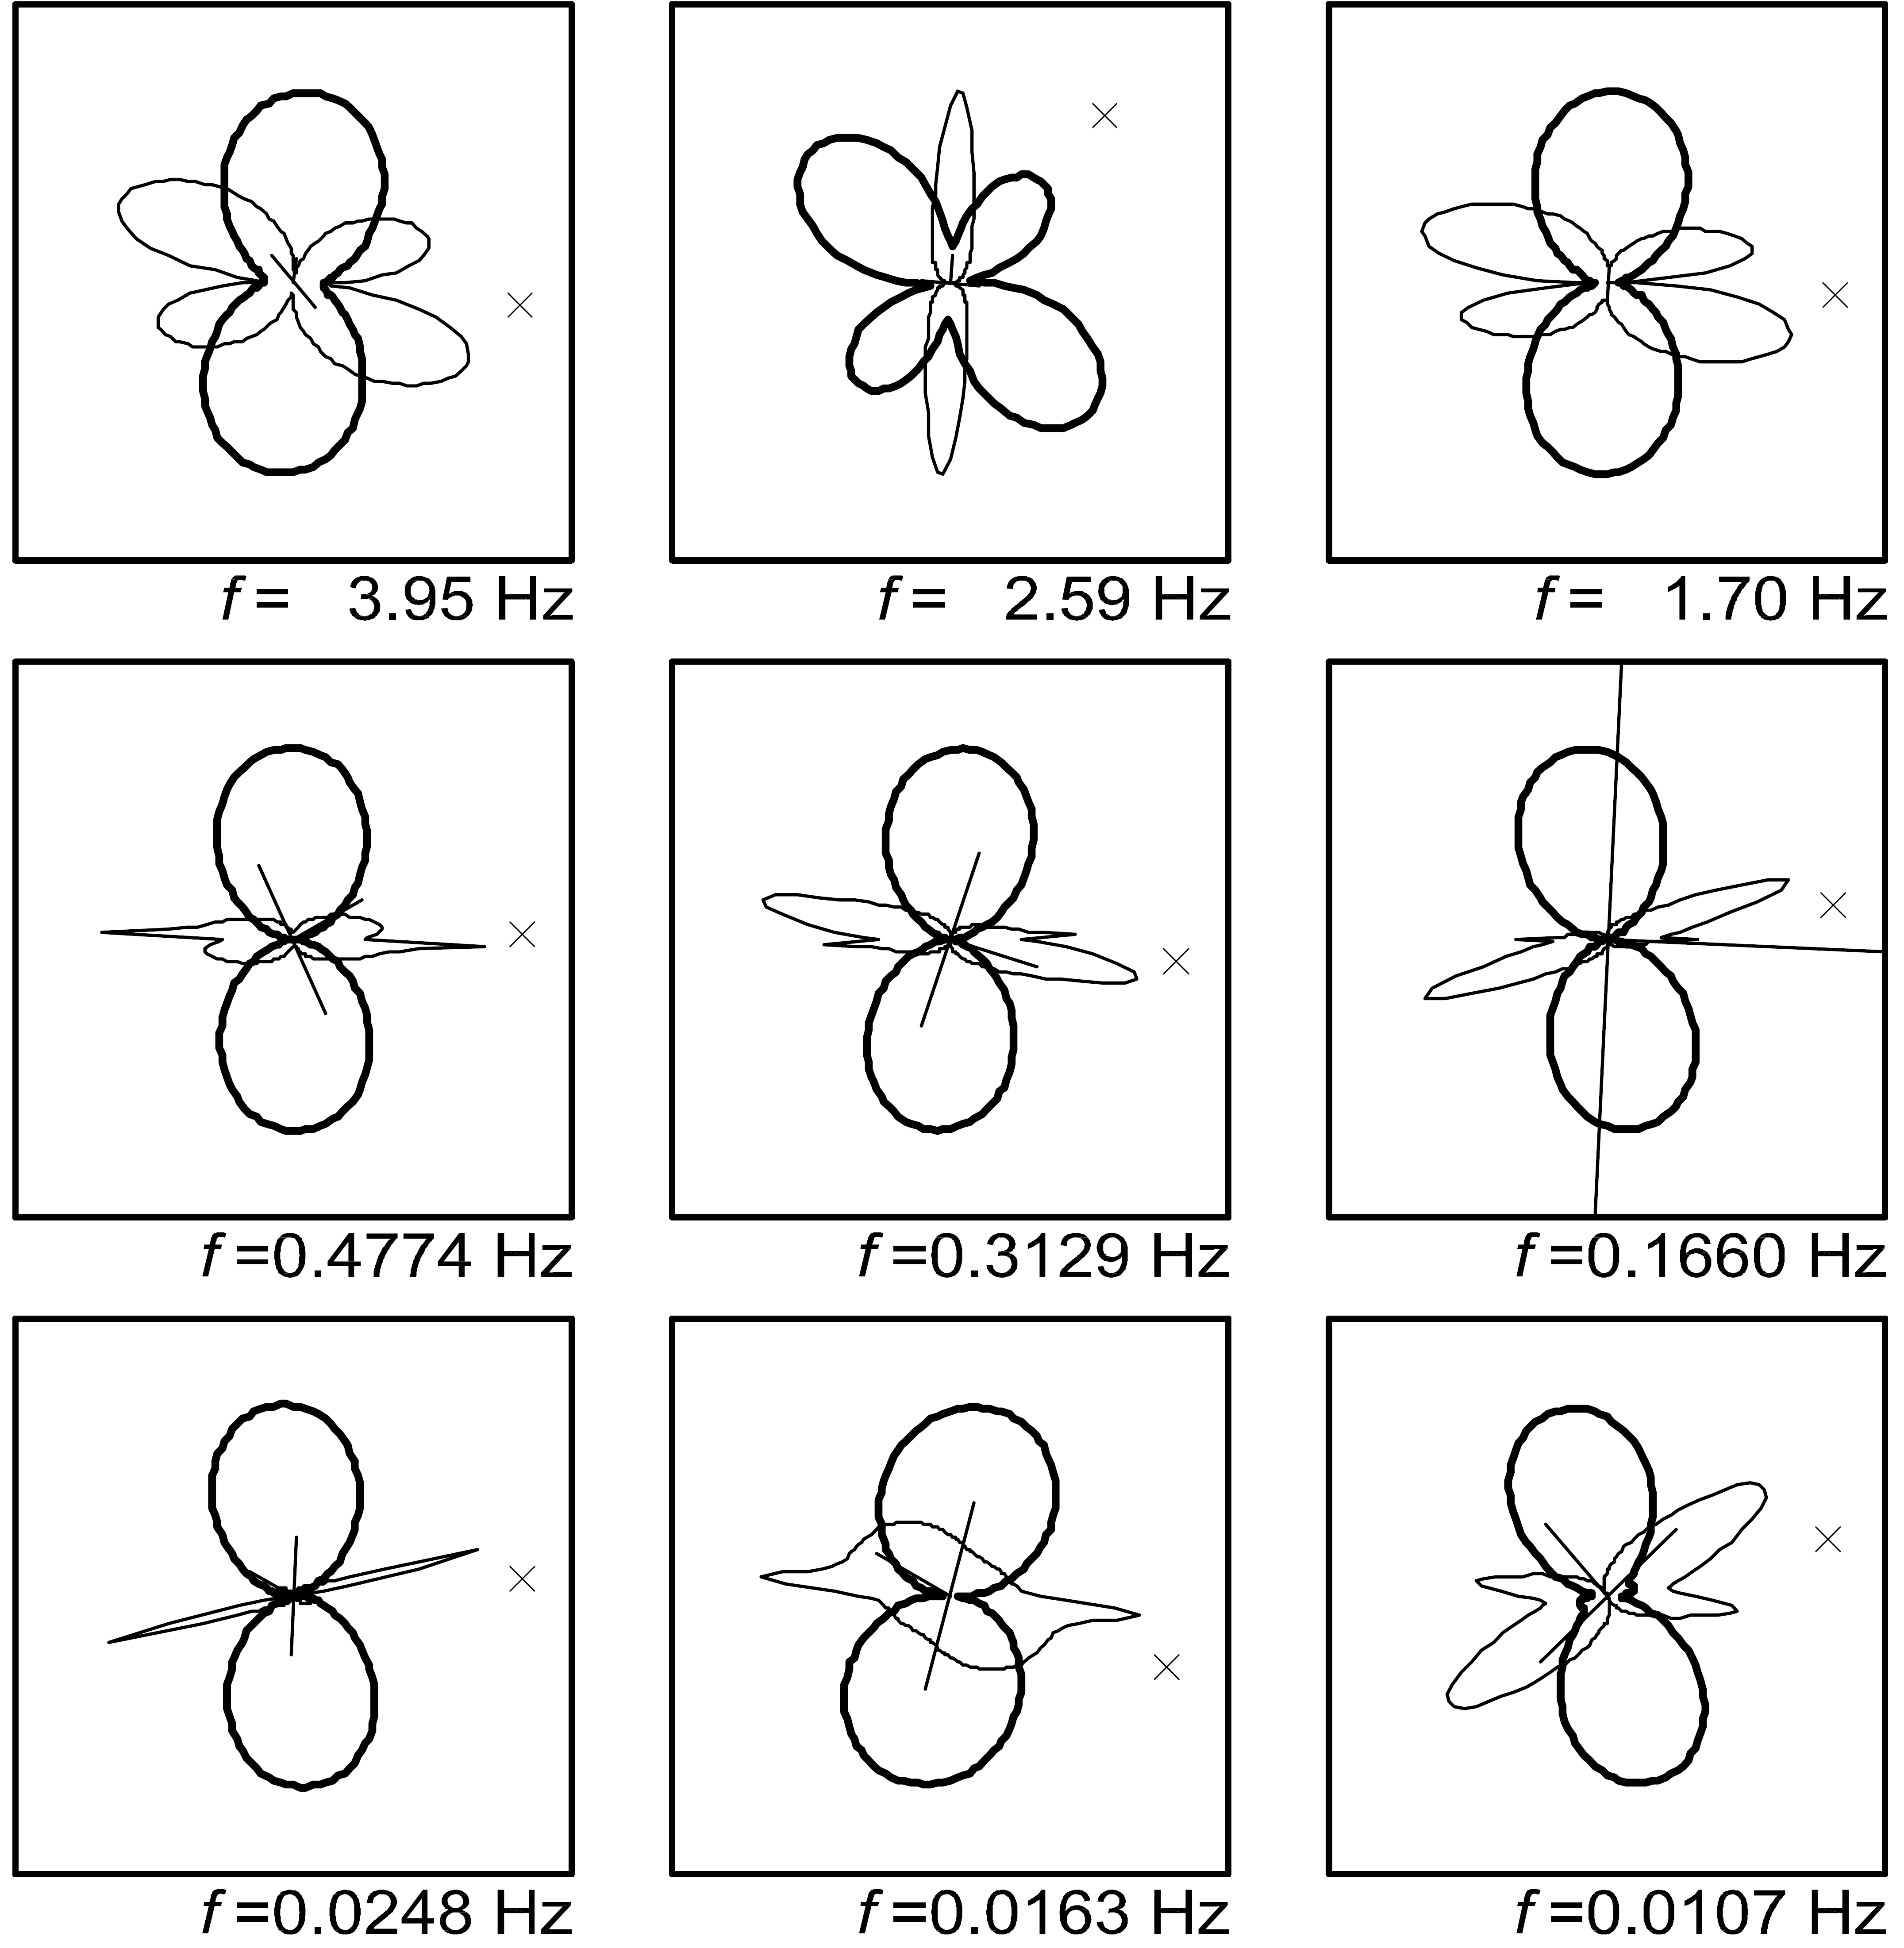 f = 3.95 Hz
f = 2.59 Hz
f = 1.70 Hz
f =0.4774 Hz
f =0.3129 Hz
f =0.1660 Hz
f =0.0248 Hz
f =0.0163 Hz
f =0.0107 Hz